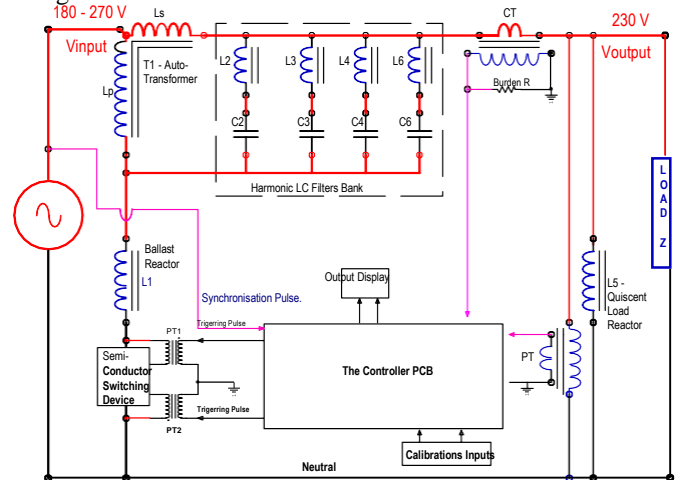 180 - 270 V
Ls
CT
230 V
Vinput
Voutput
T1 - Auto-
Transformer
Lp
L2
L3
L4
L6
Burden R
C2
C3
C4
C6
Harmonic LC Filters Bank
LOAD Z
Ballast
Reactor
L1
Synchronisation Pulse.
Output Display
L5 -
Quiscent
Load
Reactor
Trigerring Pulse
PT1
Semi-
Conductor
Switching
Device
The Controller PCB
PT
Trigerring Pulse
PT2
Calibrations Inputs
Neutral